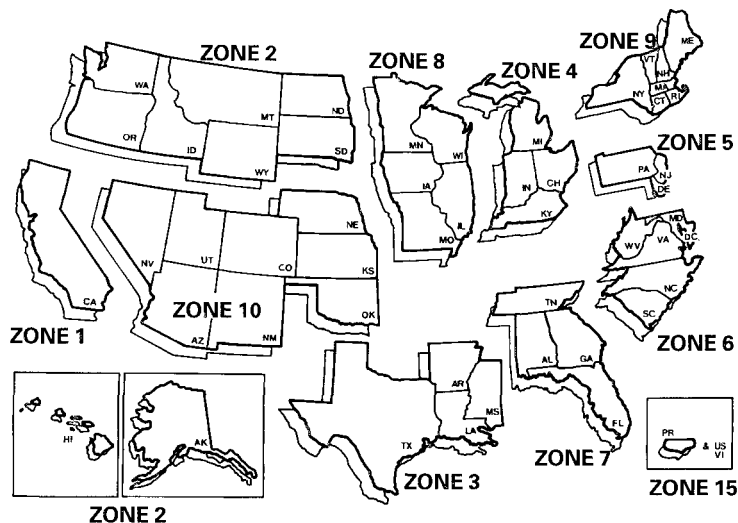 ZONE 2
ZONE 8
ZONE 4
ZONE 9
ME
VT
NH
WA
MT
ND
NY
MA
CT
RI
OR
ID
WY
SD
MN
WI
MI
ZONE 5
PA
NJ
DE
IA
IN
OH
IL
MO
KY
NE
NV
UT
CO
KS
MD
WV
VA
DC
CA
ZONE 10
OK
NC
SC
ZONE 1
AZ
NM
TN
ZONE 6
AL
GA
AR
MS
HI
AK
TX
LA
FL
PR
& US
VI
ZONE 7
ZONE 3
ZONE 15
ZONE 2